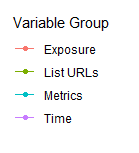 Variable Group
Exposure
List URLs
Metrics
Time